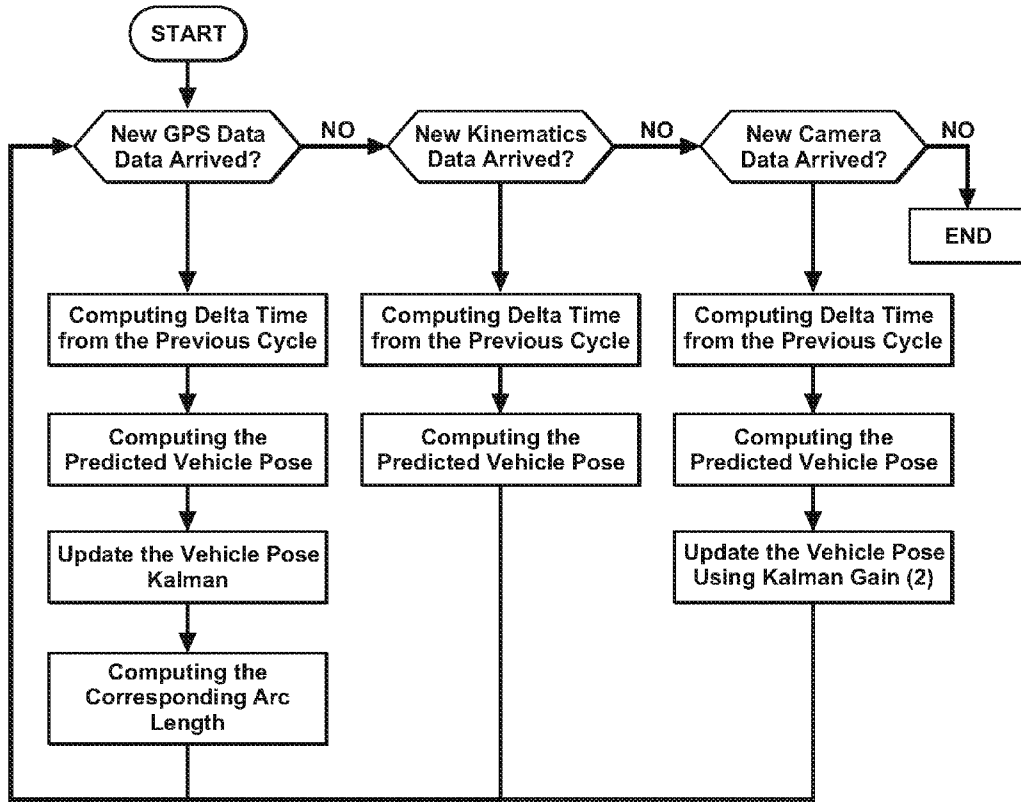 START
New GPS Data
Data Arrived?
NO
New Kinematics
Data Arrived?
NO
New Camera
Data Arrived?
NO
END
Computing Delta Time
from the Previous Cycle
Computing the
Predicted Vehicle Pose
Update the Vehicle Pose
Kalman
Computing the
Corresponding Arc
Length
Computing Delta Time
from the Previous Cycle
Computing the
Predicted Vehicle Pose
Computing Delta Time
from the Previous Cycle
Computing the
Predicted Vehicle Pose
Update the Vehicle Pose
Using Kalman Gain (2)